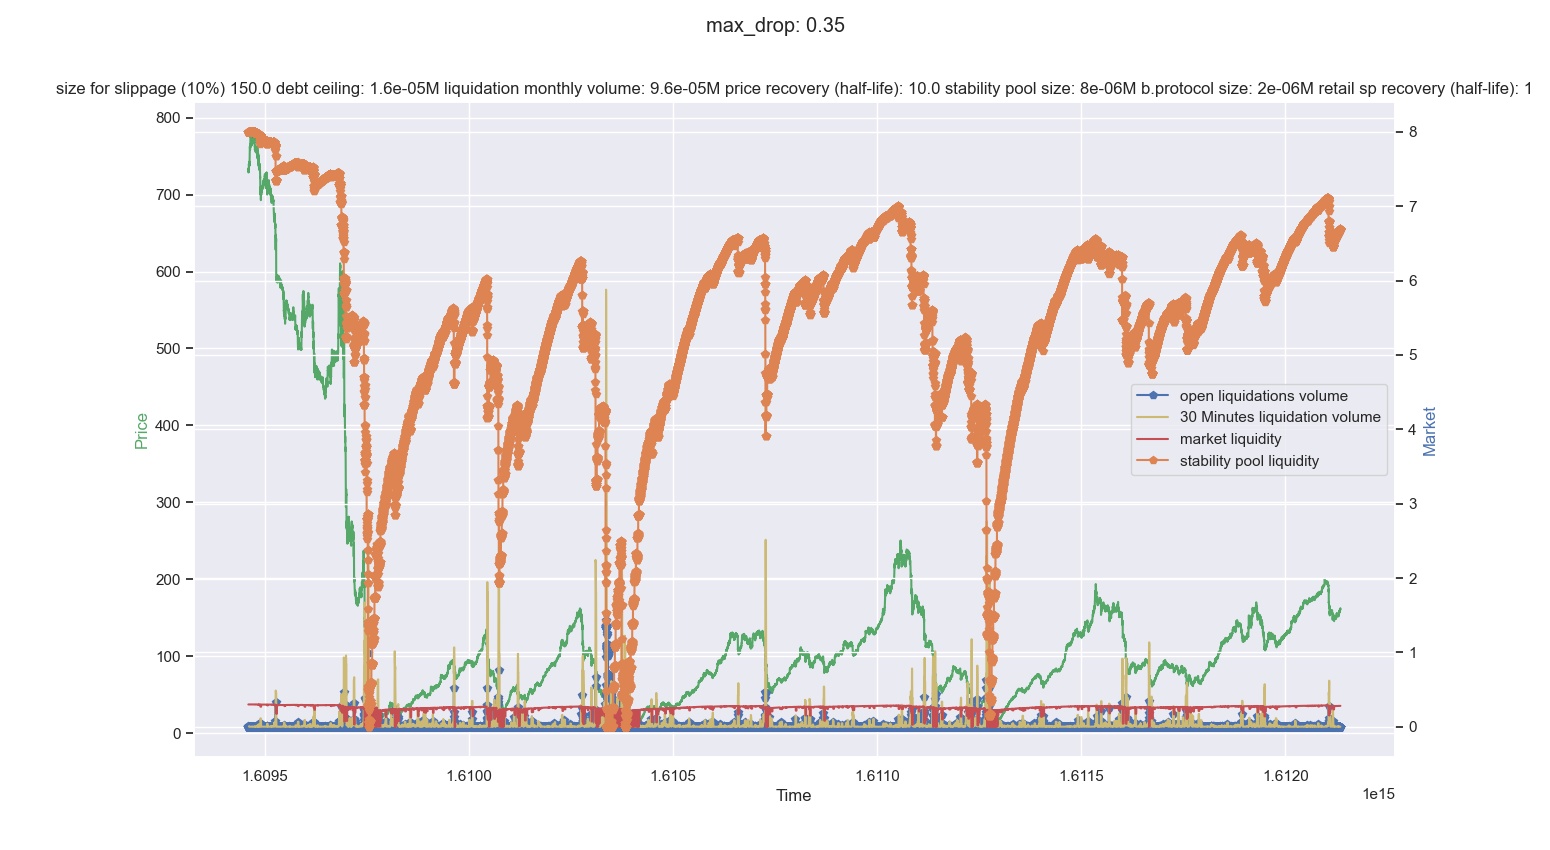 max_drop: 0.35
size for slippage (10%) 150.0 debt ceiling: 1.6e-05M liquidation monthly volume: 9.6e-05M price recovery (half-life): 10.0 stability pool size: 8e-06M b.protocol size: 2e-06M retail sp recovery (half-life): 1
800
700
600
500
400
300
200
100
0
Price
8
7
6
5
4
3
2
1
0
Market
open liquidations volume
30 Minutes liquidation volume
market liquidity
stability pool liquidity
1.6095 1.6100 1.6105 1.6110 1.6115 1.6120
Time
1e15